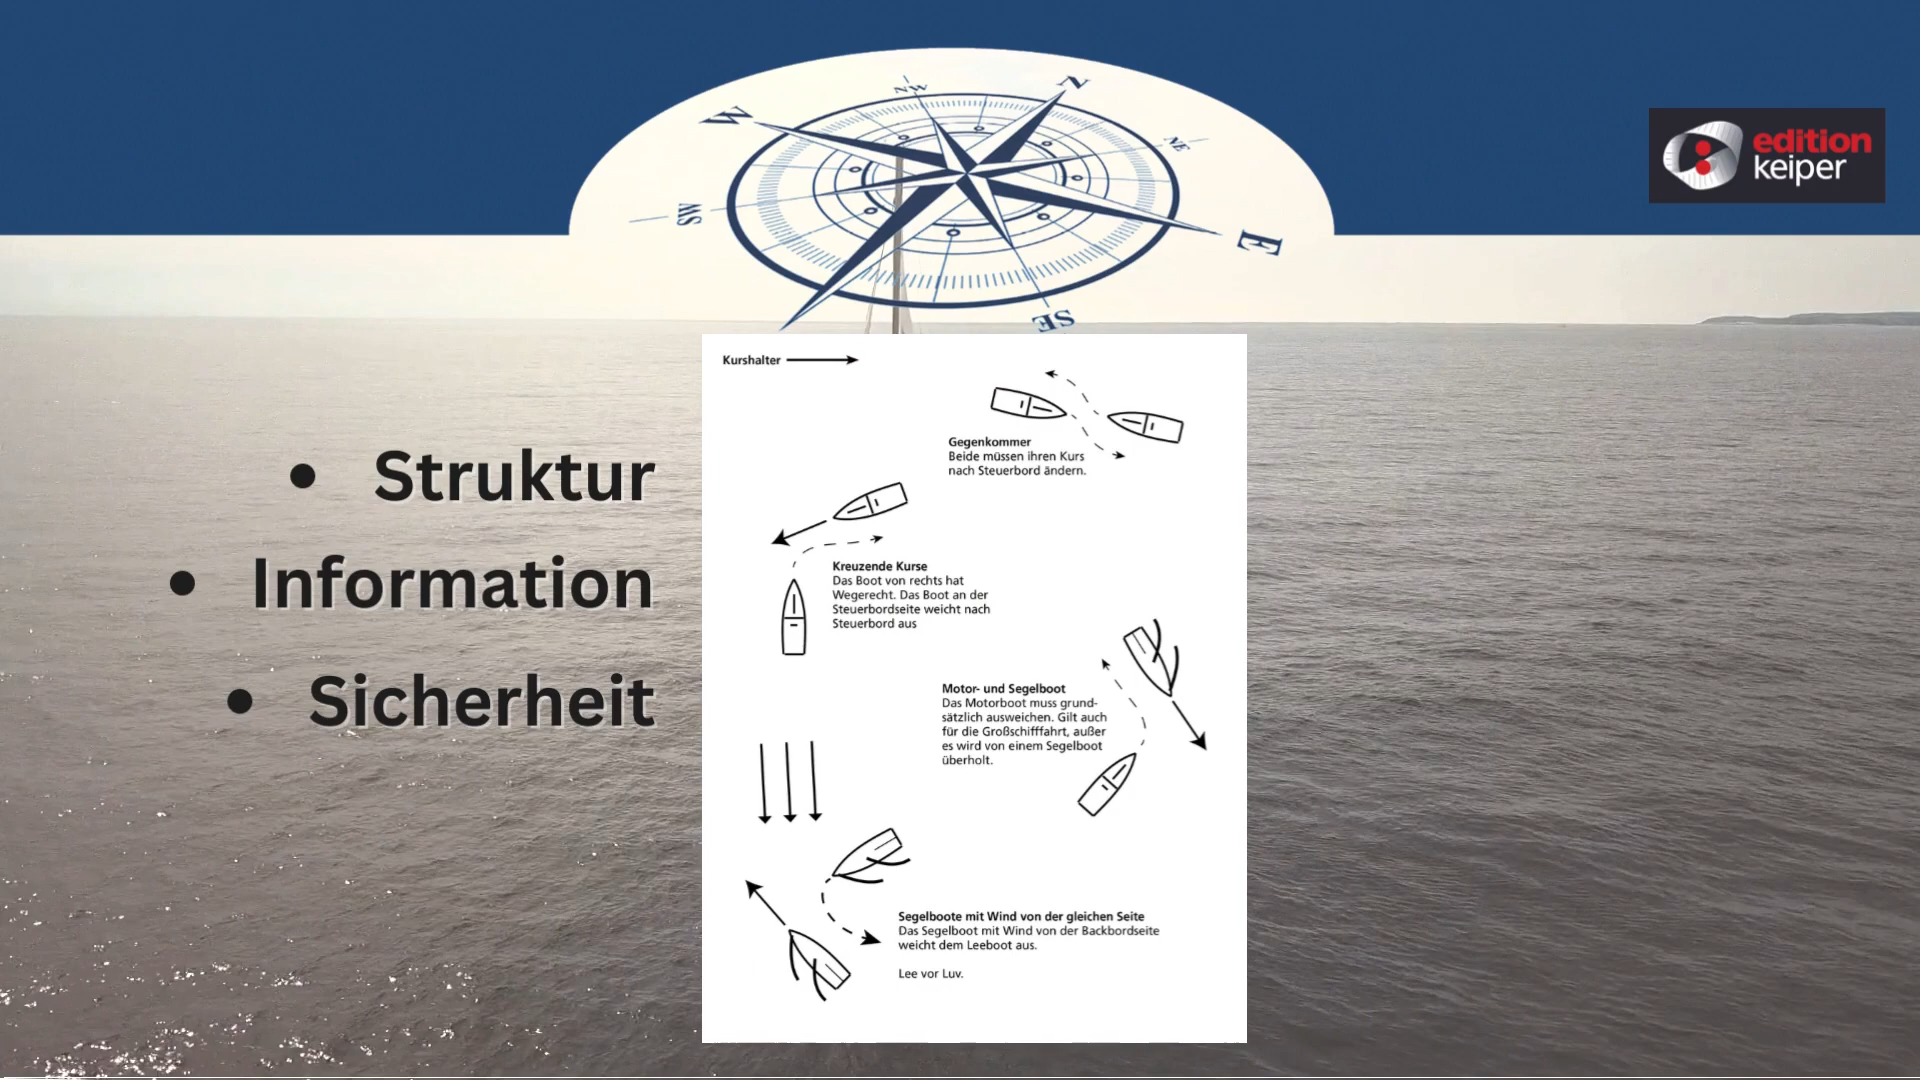 N
NW
W
NE
SW
E
SE
edition
keiper
• Struktur
• Information
• Sicherheit
Kurshalter
Gegenkommer
Beide müssen ihren Kurs
nach Steuerbord ändern.
Kreuzende Kurse
Das Boot von rechts hat
Wegerecht. Das Boot an der
Steuerbordseite weicht nach
Steuerbord aus
Motor- und Segelboot
Das Motorboot muss grund-
sätzlich ausweichen. Gilt auch
für die Großschifffahrt, außer
es wird von einem Segelboot
überholt.
Segelboote mit Wind von der gleichen Seite
Das Segelboot mit Wind von der Backbordseite
weicht dem Leeboot aus.
Lee vor Luv.